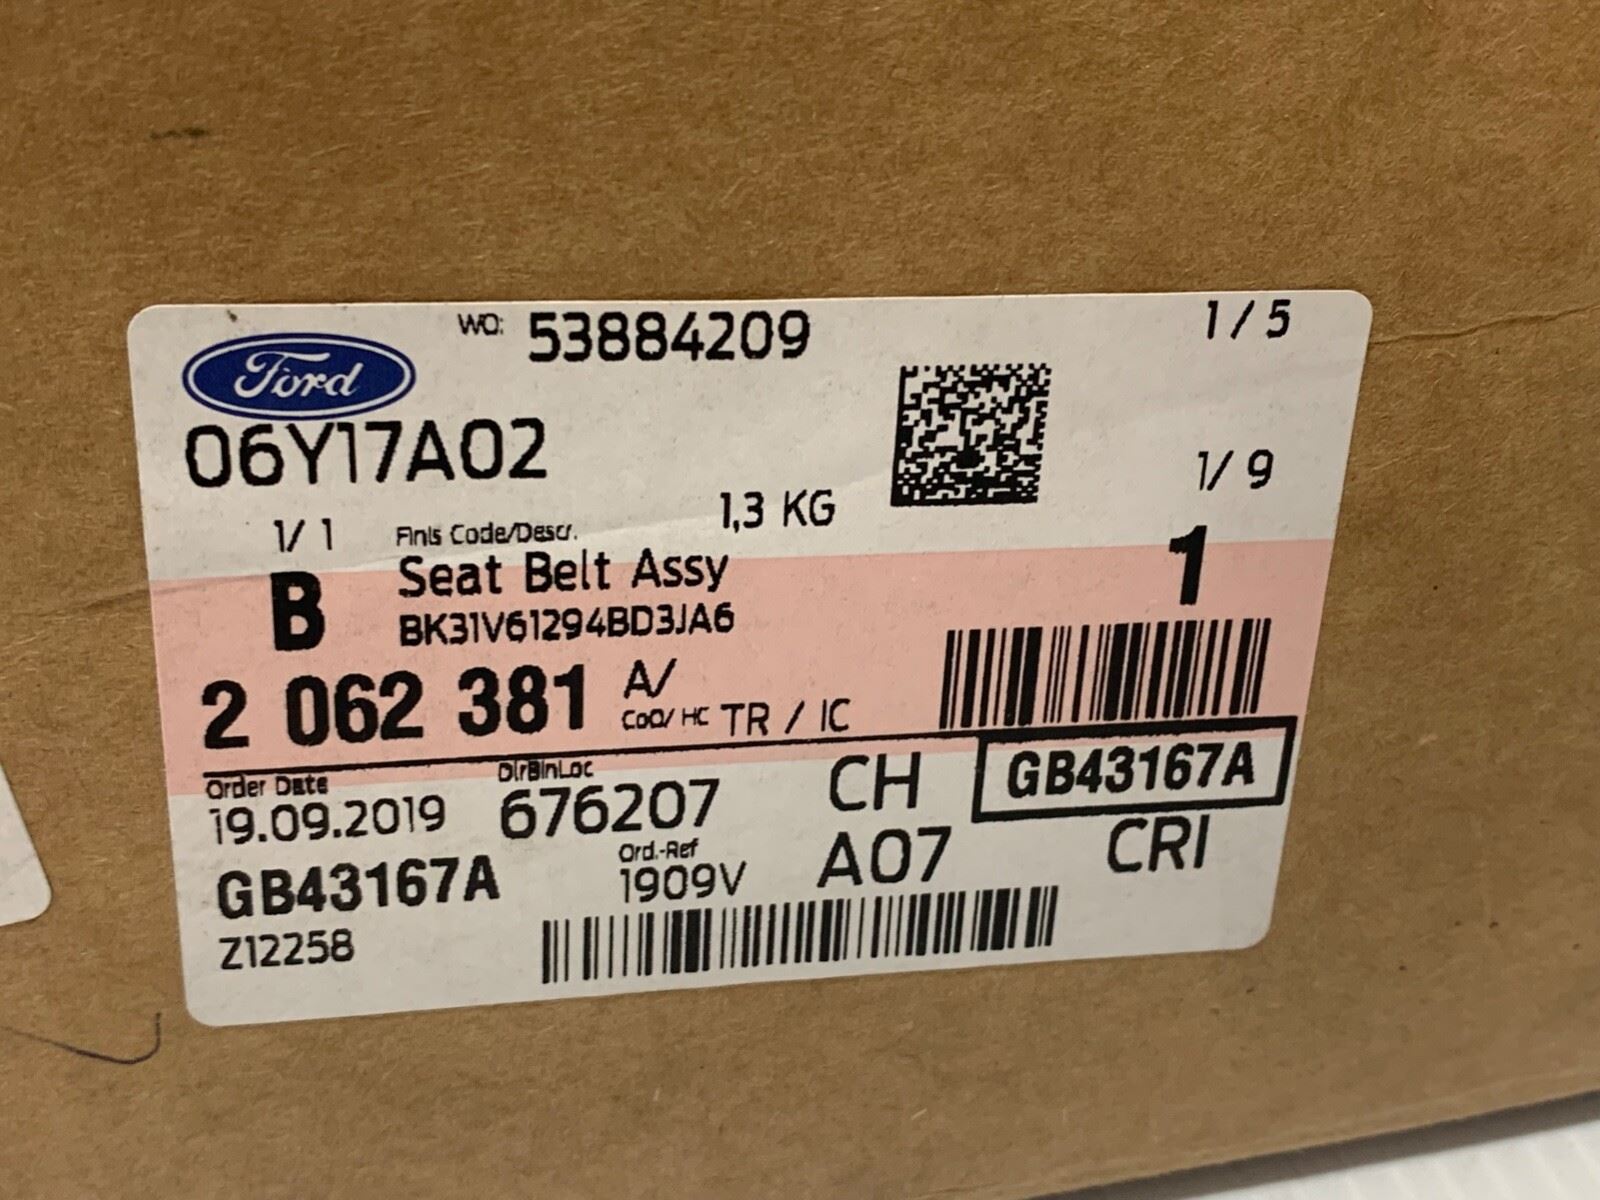 WO: 53884209
1 / 5
Ford
06Y17A02
1/ 9
1,3 KG
1/ 1
Finis Code/Descr.
1
B
Seat Belt Assy
BK31V61294BD3JA6
2 062 381
A/
CoO/ HC TR / IC
Order Date
DirBinLoc
CH
GB43167A
19.09.2019
676207
Ord.-Ref
A07
CRI
GB43167A
1909V
Z12258